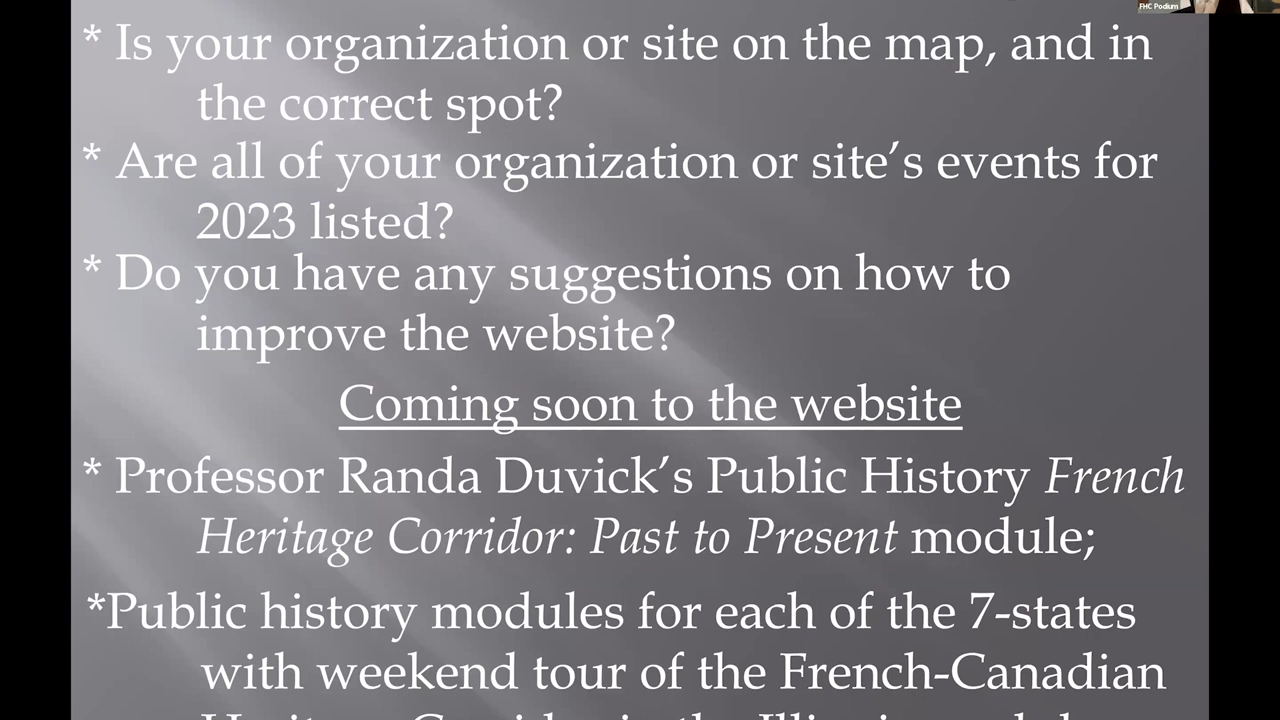 FHC Podium
* Is your organization or site on the map, and in
the correct spot?
* Are all of your organization or site’s events for
2023 listed?
* Do you have any suggestions on how to
improve the website?
Coming soon to the website
* Professor Randa Duvick’s Public History French
Heritage Corridor: Past to Present module;
*Public history modules for each of the 7-states
with weekend tour of the French-Canadian